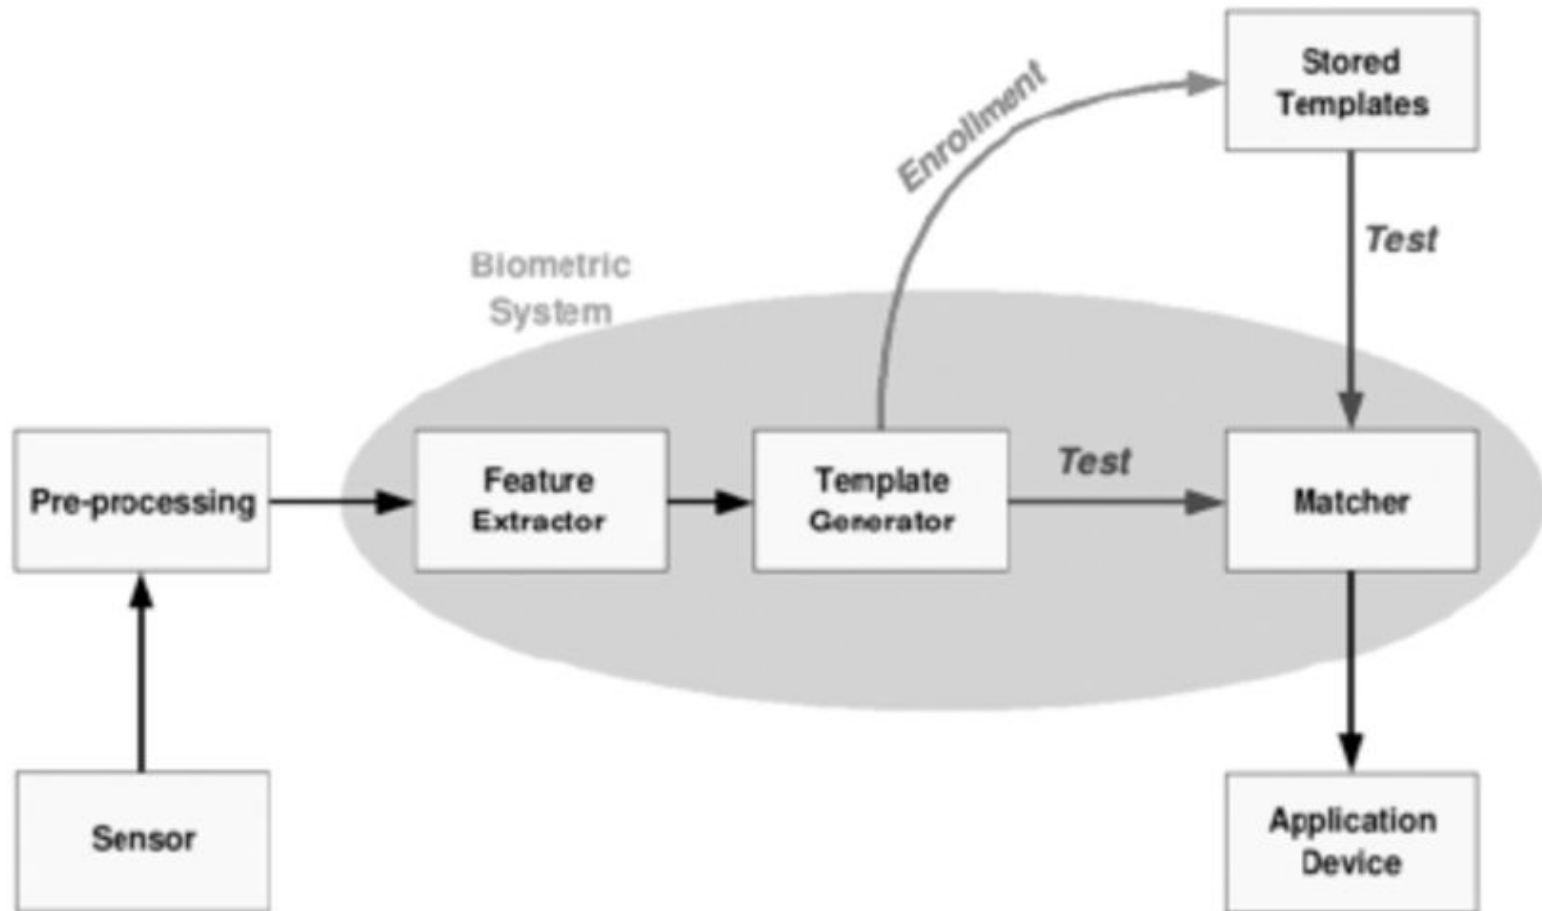 Stored
Templates
Enrollment
Test
Biometric
System
Pre-processing
Feature
Extractor
Template
Generator
Test
Matcher
Sensor
Application
Device